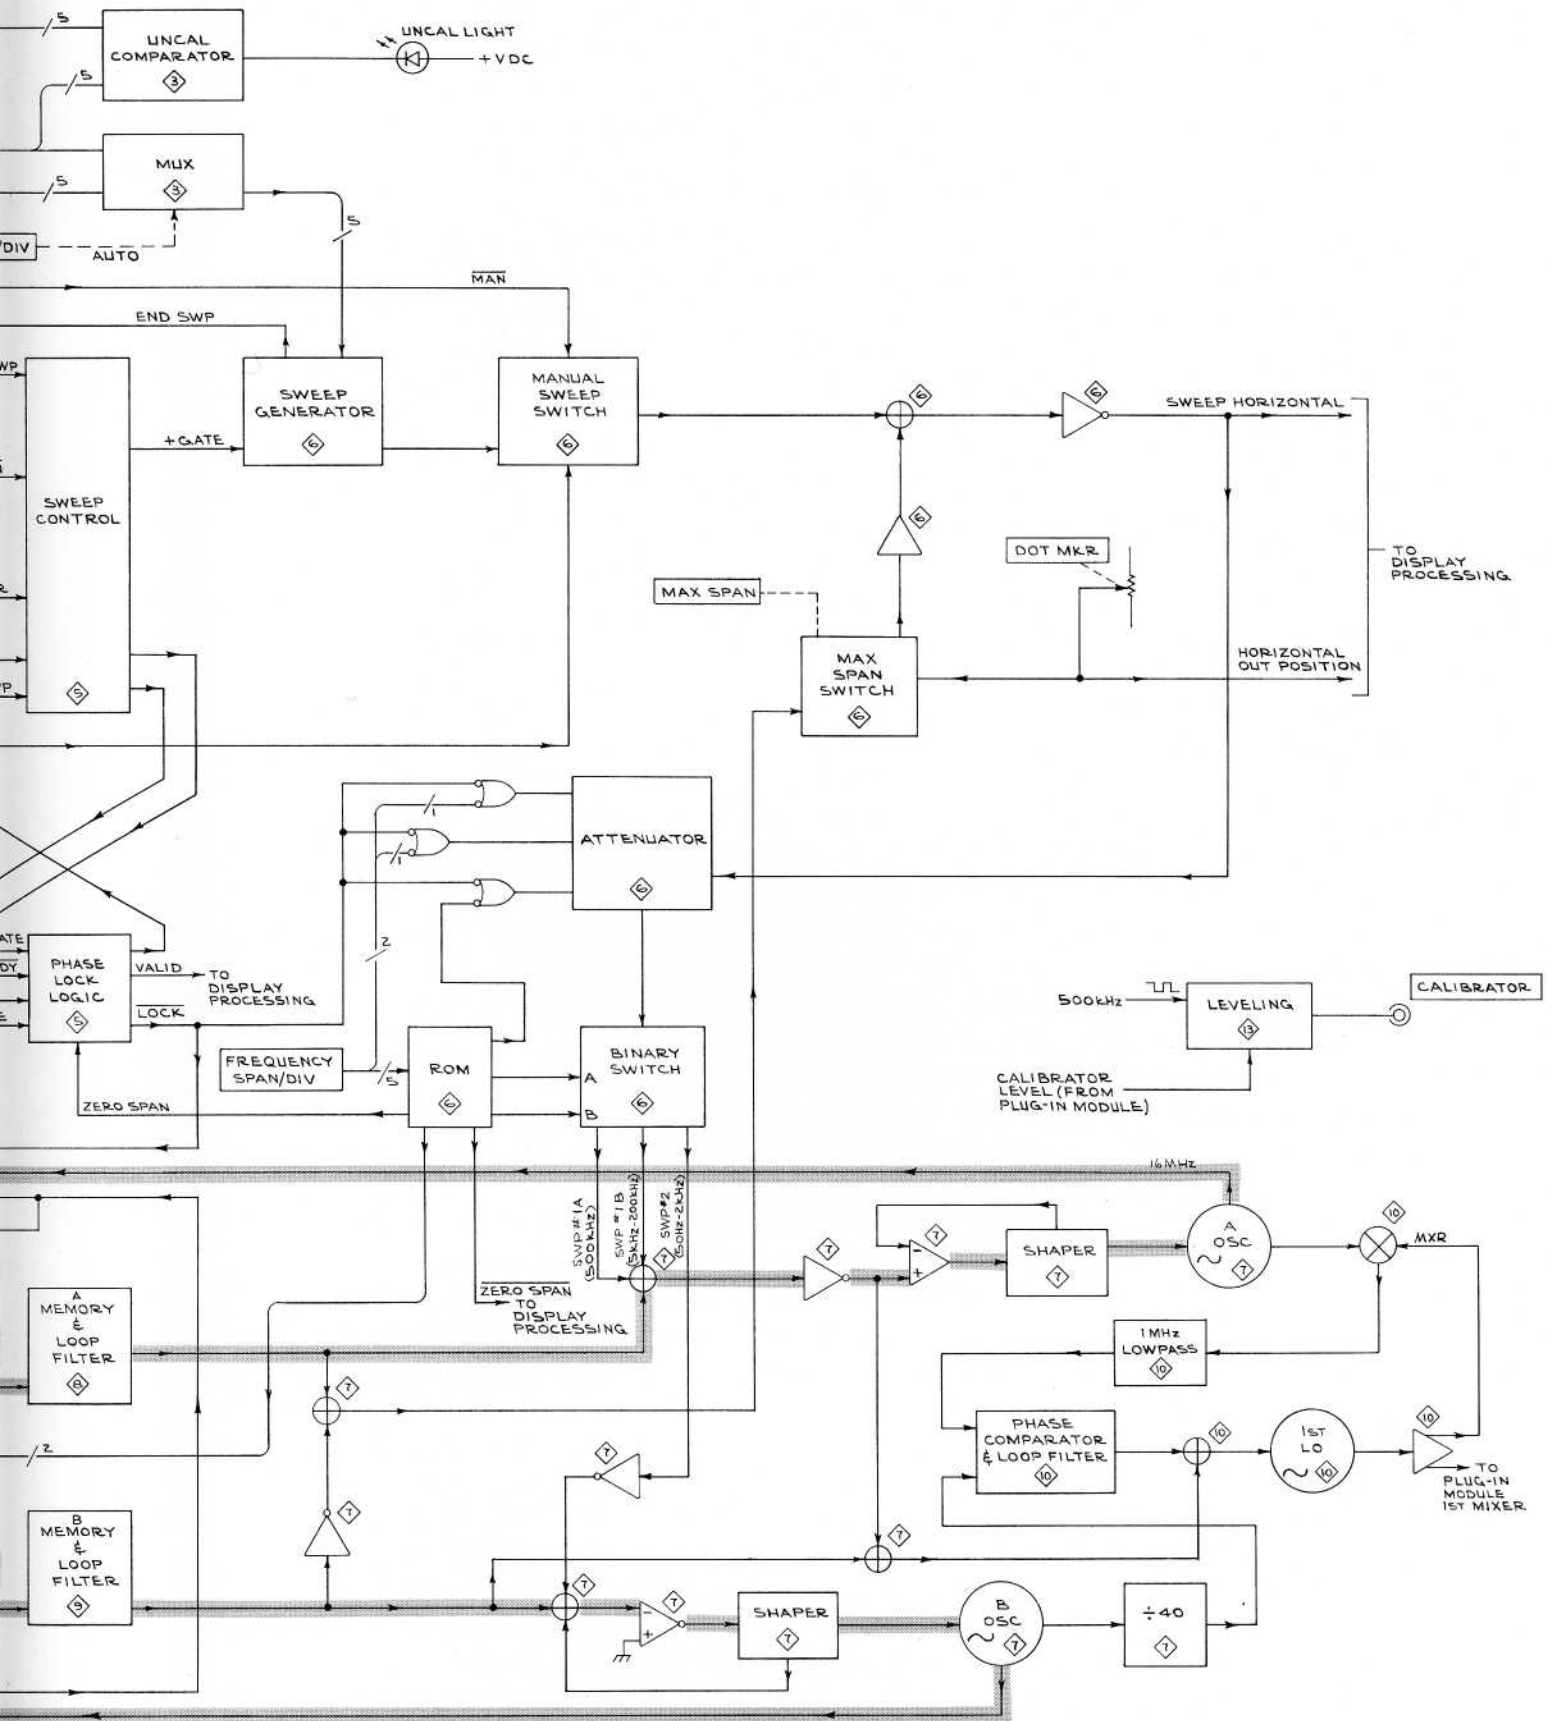 5
UNCAL
COMPARATOR
3
UNCAL LIGHT
+VDC
5
MUX
3
5
5
/DIV
AUTO
MAN
END SWP
WP
SWEEP
CONTROL
5
+GATE
SWEEP
GENERATOR
6
MANUAL
SWEEP
SWITCH
6
6
6
SWEEP HORIZONTAL
6
DOT MKR
TO
DISPLAY
PROCESSING
MAX SPAN
MAX
SPAN
SWITCH
6
HORIZONTAL
OUT POSITION
R
P
1
1
ATTENUATOR
6
2
ATE
DY
E
PHASE
LOCK
LOGIC
5
VALID
TO
DISPLAY
PROCESSING
LOCK
FREQUENCY
SPAN/DIV
5
ROM
6
BINARY
SWITCH
A
B
6
ZERO SPAN
500KHZ
LEVELING
13
CALIBRATOR
CALIBRATOR
LEVEL (FROM
PLUG-IN MODULE)
16MHZ
SWP #1A
(500KHZ)
SWP #1B
(5KHZ-200KHZ)
SWP#2
(50HZ-2KHZ)
7
ZERO SPAN
TO
DISPLAY
PROCESSING
7
-
+
7
SHAPER
7
A
OSC
7
10
MXR
A
MEMORY
&
LOOP
FILTER
8
7
1MHZ
LOWPASS
10
2
7
7
PHASE
COMPARATOR
& LOOP FILTER
10
10
1ST
LO
10
10
TO
PLUG-IN
MODULE
1ST MIXER
B
MEMORY
&
LOOP
FILTER
9
7
7
-
+
7
SHAPER
7
B
OSC
7
÷40
7